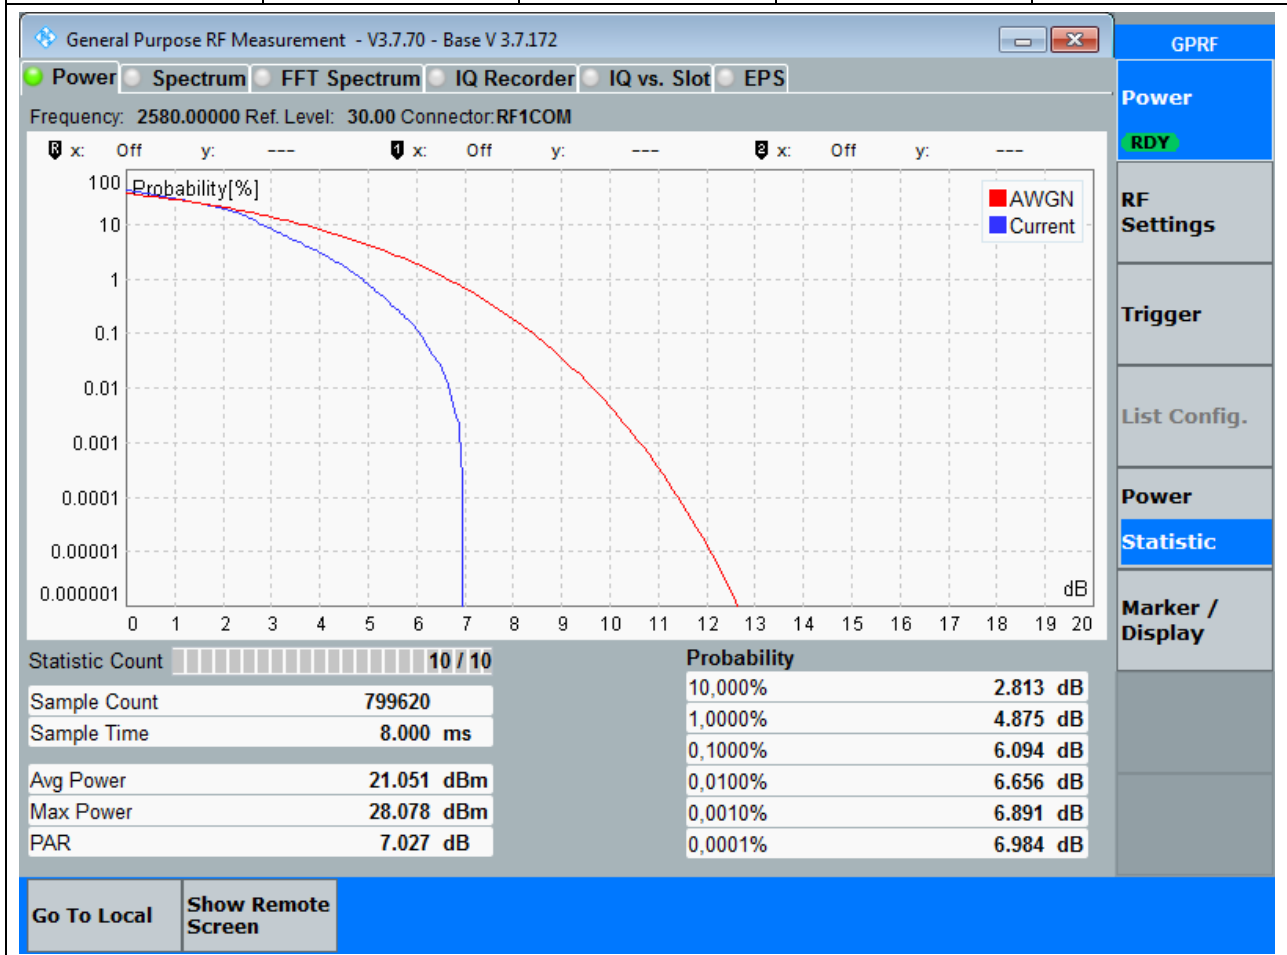 General Purpose RF Measurement - V3.7.70 - Base V 3.7.172
GPRF
Power Spectrum FFT Spectrum IQ Recorder IQ vs. Slot EPS
Frequency: 2580.00000 Ref. Level: 30.00 Connector:RF1COM
R x: Off y: --- 1 x: Off y: --- 2 x: Off y: ---
Probability[%]
AWGN
Current
100
10
1
0.1
0.01
0.001
0.0001
0.00001
0.000001
dB
0 1 2 3 4 5 6 7 8 9 10 11 12 13 14 15 16 17 18 19 20
Statistic Count 10 / 10
Sample Count 799620
Sample Time 8.000 ms
Avg Power 21.051 dBm
Max Power 28.078 dBm
PAR 7.027 dB
Probability
10,000% 2.813 dB
1,0000% 4.875 dB
0,1000% 6.094 dB
0,0100% 6.656 dB
0,0010% 6.891 dB
0,0001% 6.984 dB
Power
RDY
RF
Settings
Trigger
List Config.
Power
Statistic
Marker /
Display
Go To Local
Show Remote
Screen